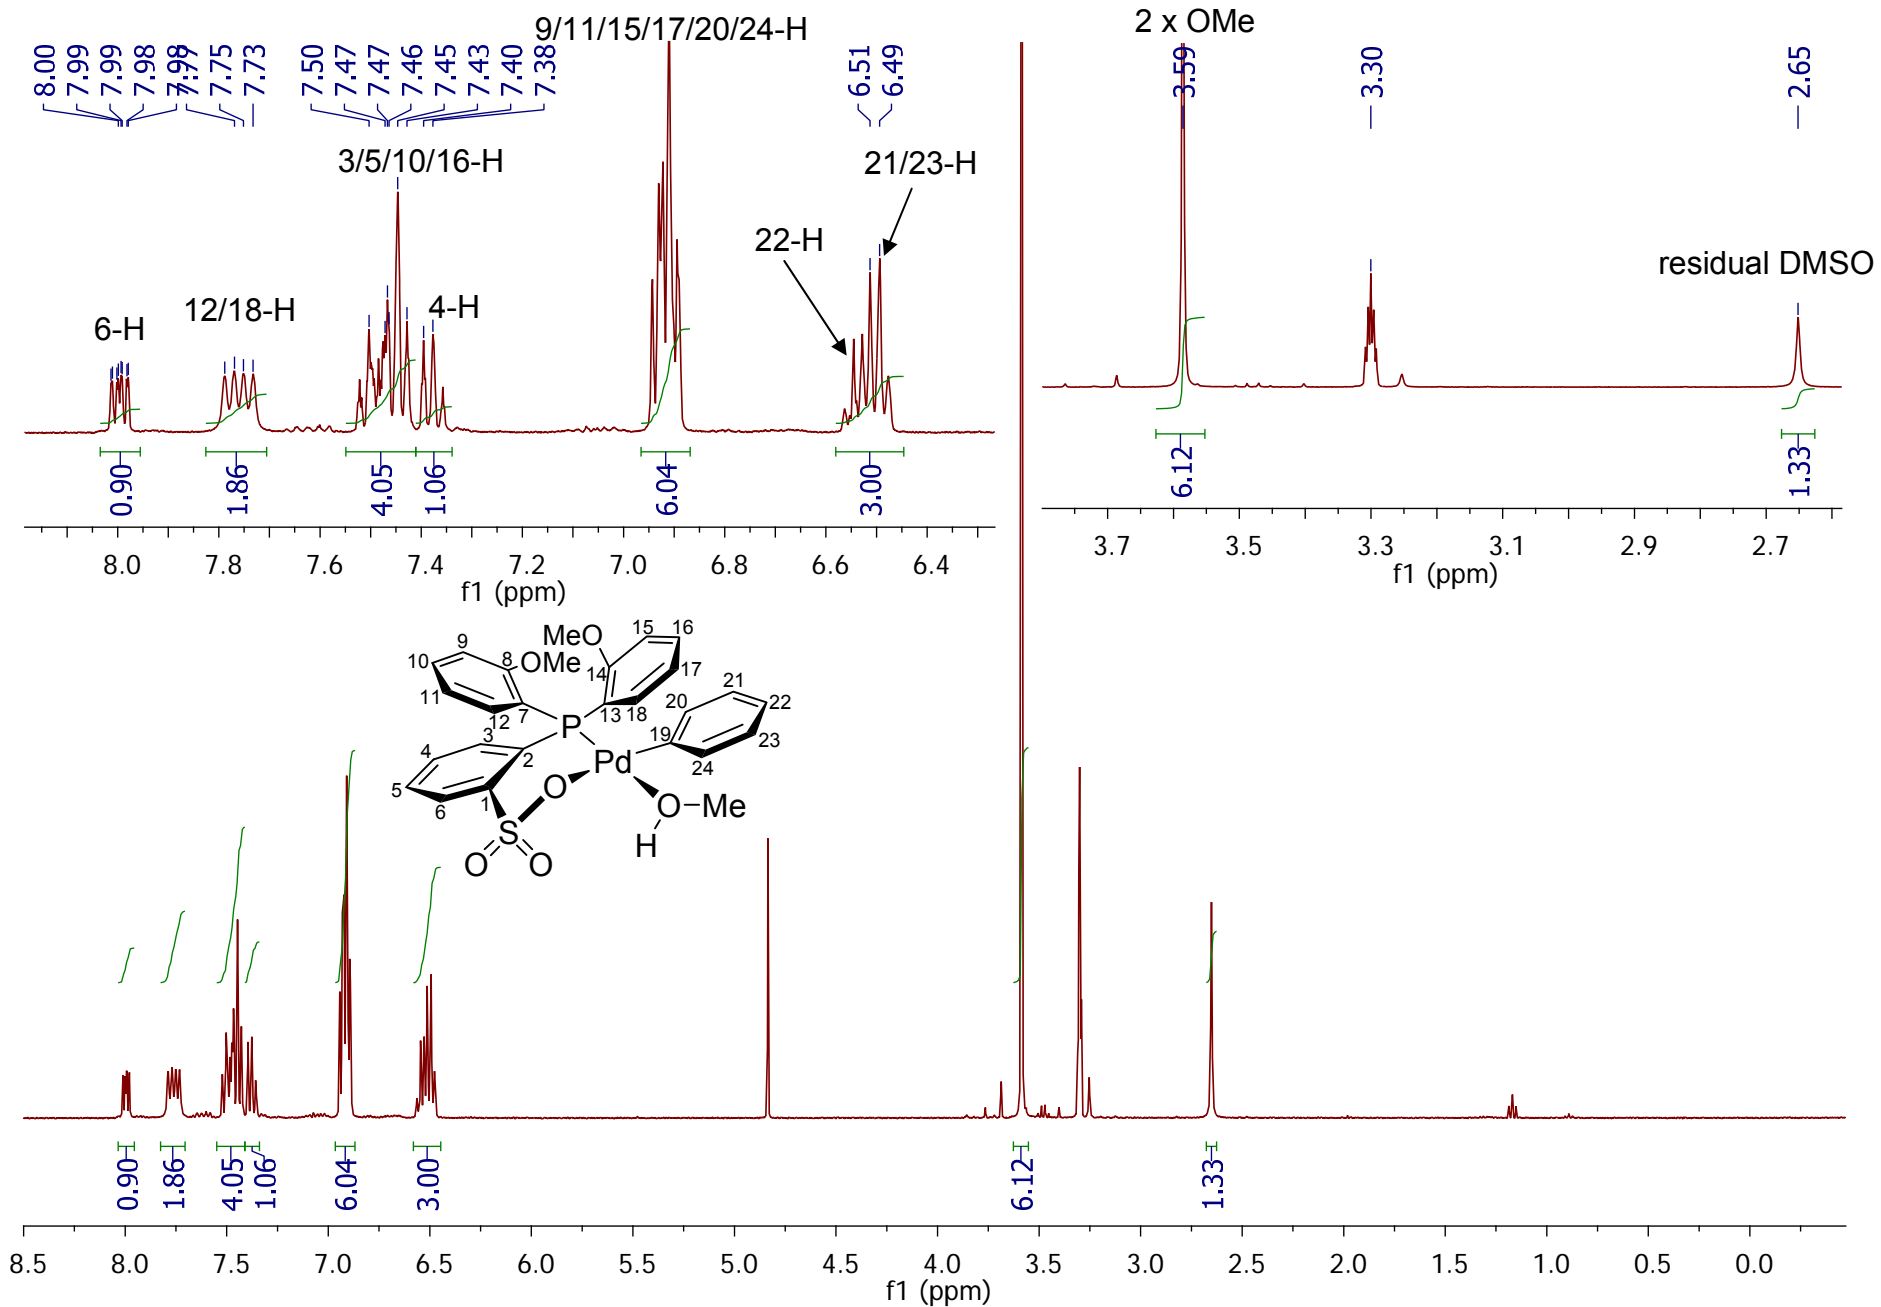 9/11/15/17/20/24-H
2 x OMe
8.00 7.99 7.99 7.98 7.98 7.77 7.75 7.73 7.50 7.47 7.47 7.46 7.45 7.43 7.40 7.38 6.51 6.49 3.59 3.30 2.65
3/5/10/16-H
21/23-H
22-H
residual DMSO
12/18-H
4-H
6-H
0.90 1.86 4.05 1.06 6.04 3.00
6.12 1.33
8.0 7.8 7.6 7.4 7.2 7.0 6.8 6.6 6.4
f1 (ppm)
3.7 3.5 3.3 3.1 2.9 2.7
f1 (ppm)
MeO 15 16
9 8 OMe 14 17
10 11 12 7 P 13 18 20 21 22
3 4 2 19 23
5 6 1 O Pd 24
S O Me
O O H
0.90 1.86 4.05 1.06 6.04 3.00 6.12 1.33
8.5 8.0 7.5 7.0 6.5 6.0 5.5 5.0 4.5 4.0 3.5 3.0 2.5 2.0 1.5 1.0 0.5 0.0
f1 (ppm)